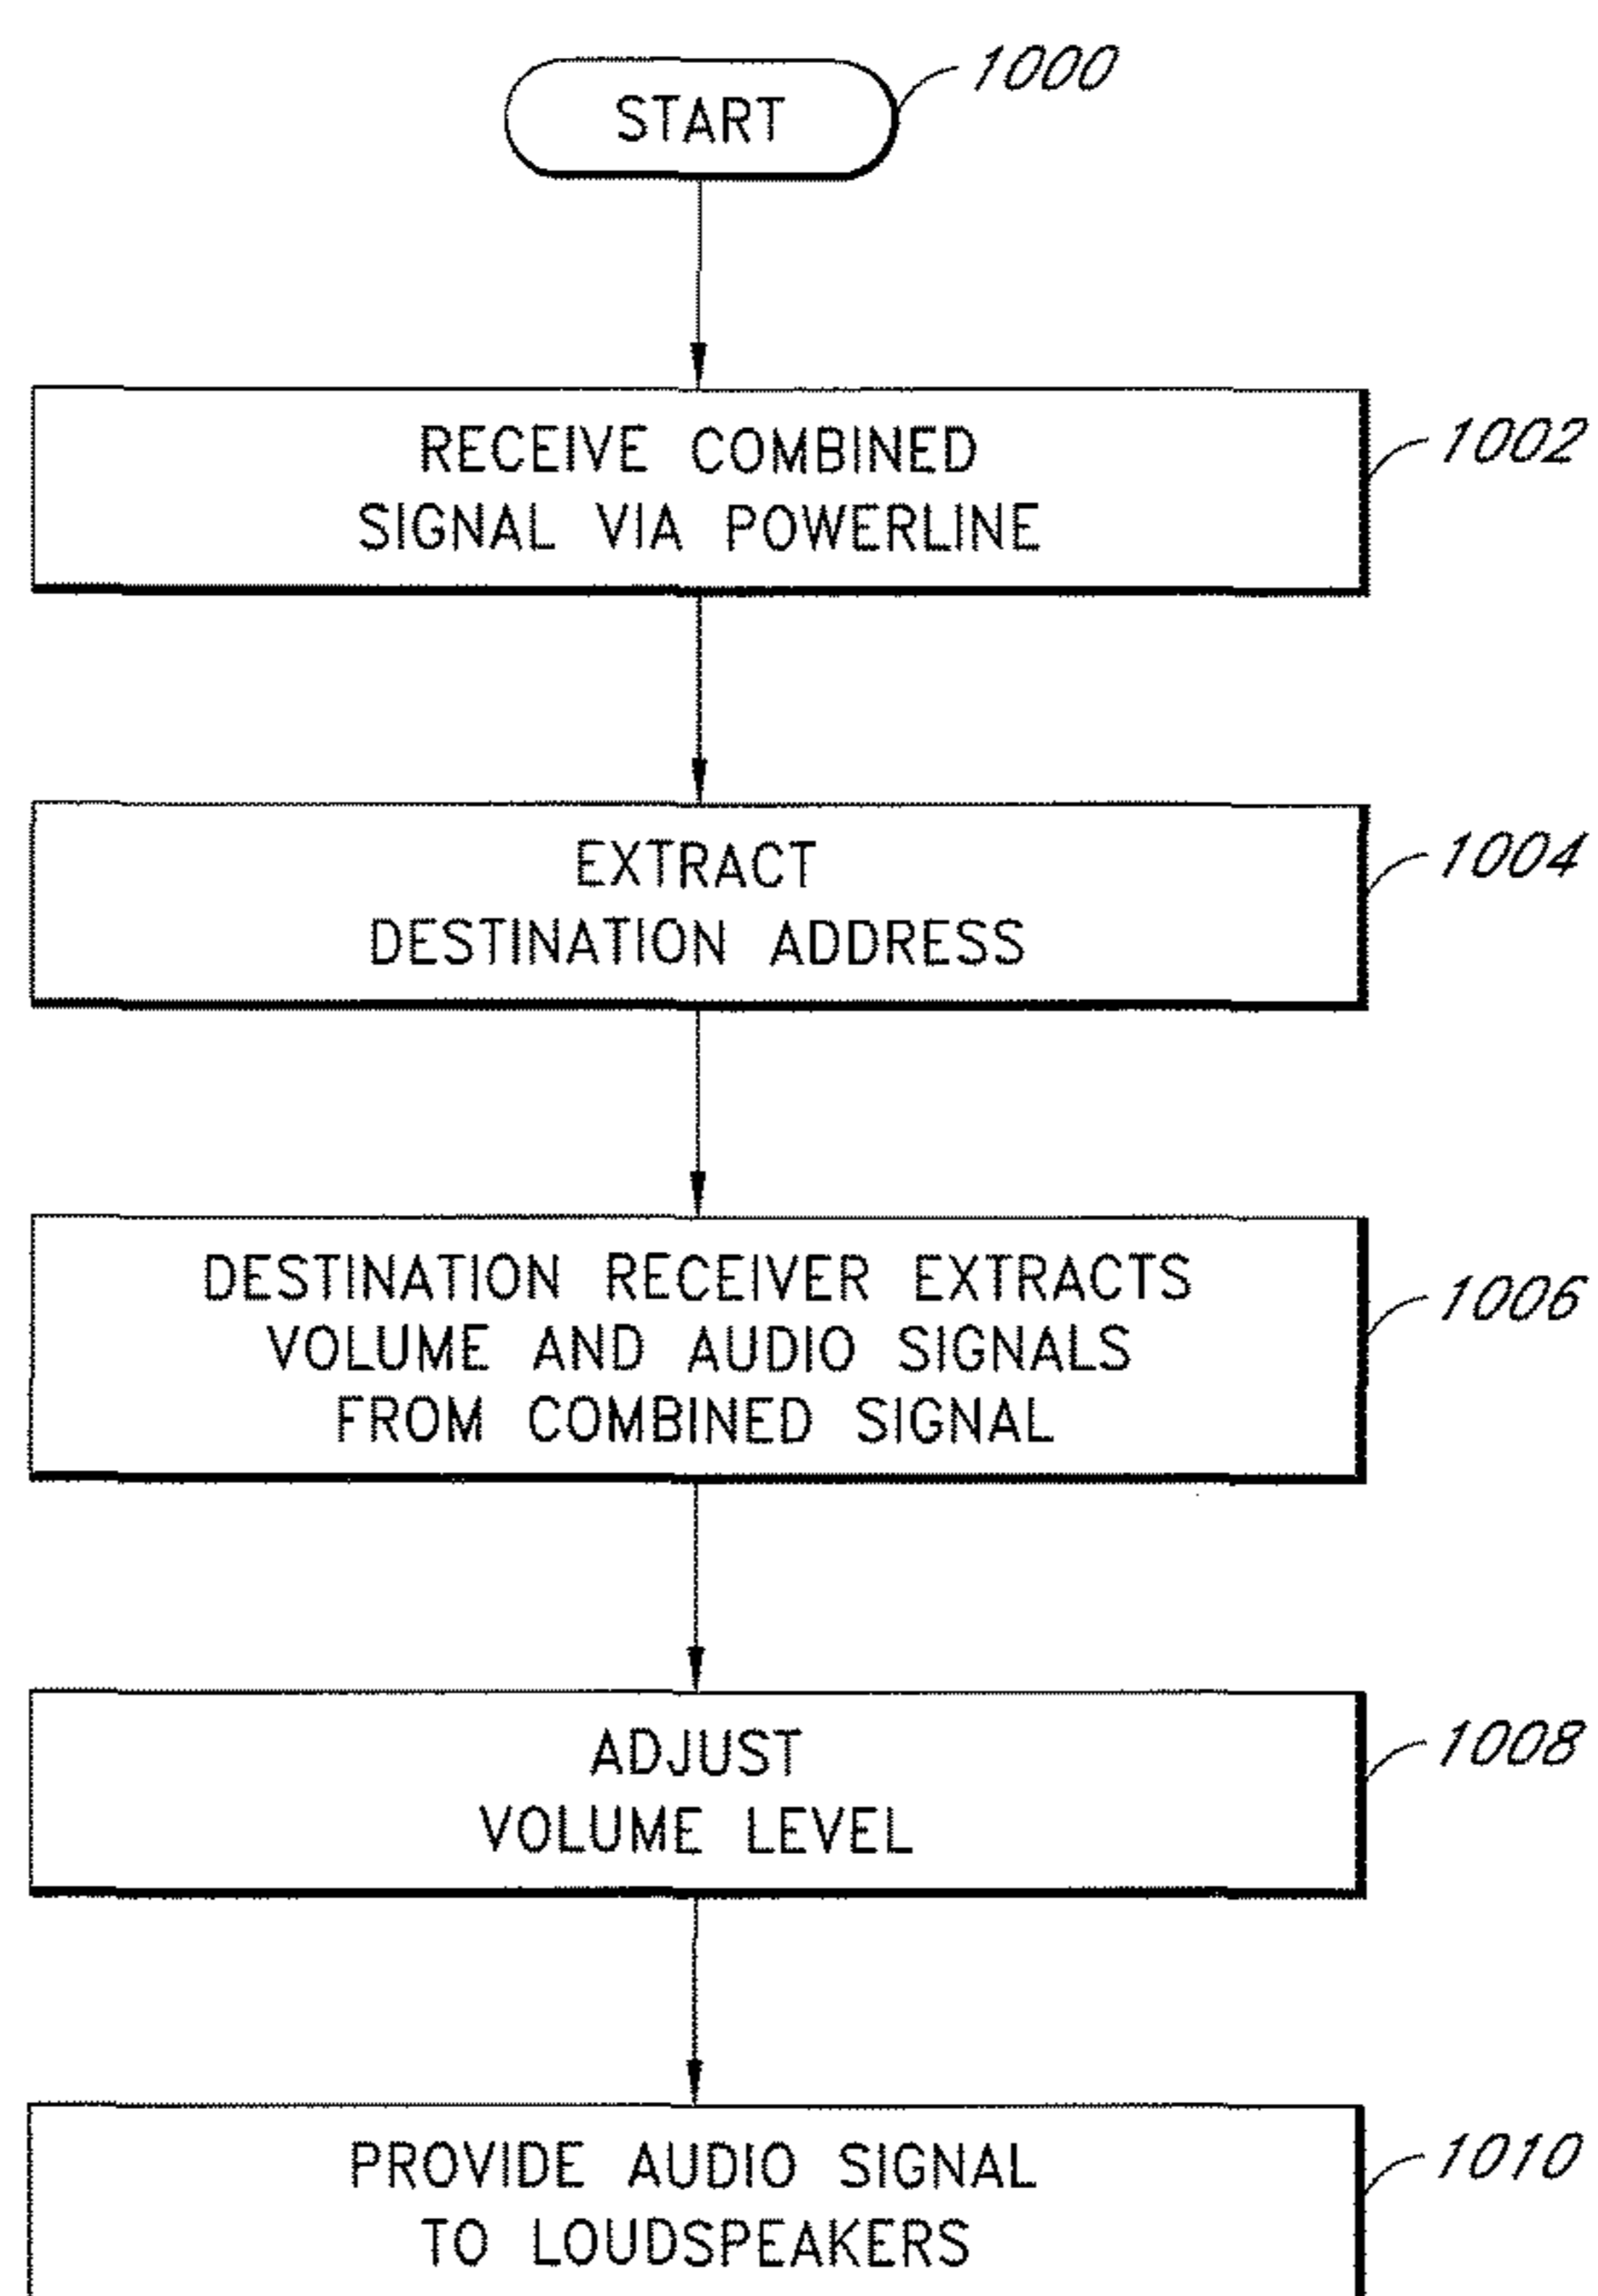 START
1000
RECEIVE COMBINED
SIGNAL VIA POWERLINE
1002
EXTRACT
DESTINATION ADDRESS
1004
DESTINATION RECEIVER EXTRACTS
VOLUME AND AUDIO SIGNALS
FROM COMBINED SIGNAL
1006
ADJUST
VOLUME LEVEL
1008
PROVIDE AUDIO SIGNAL
TO LOUDSPEAKERS
1010